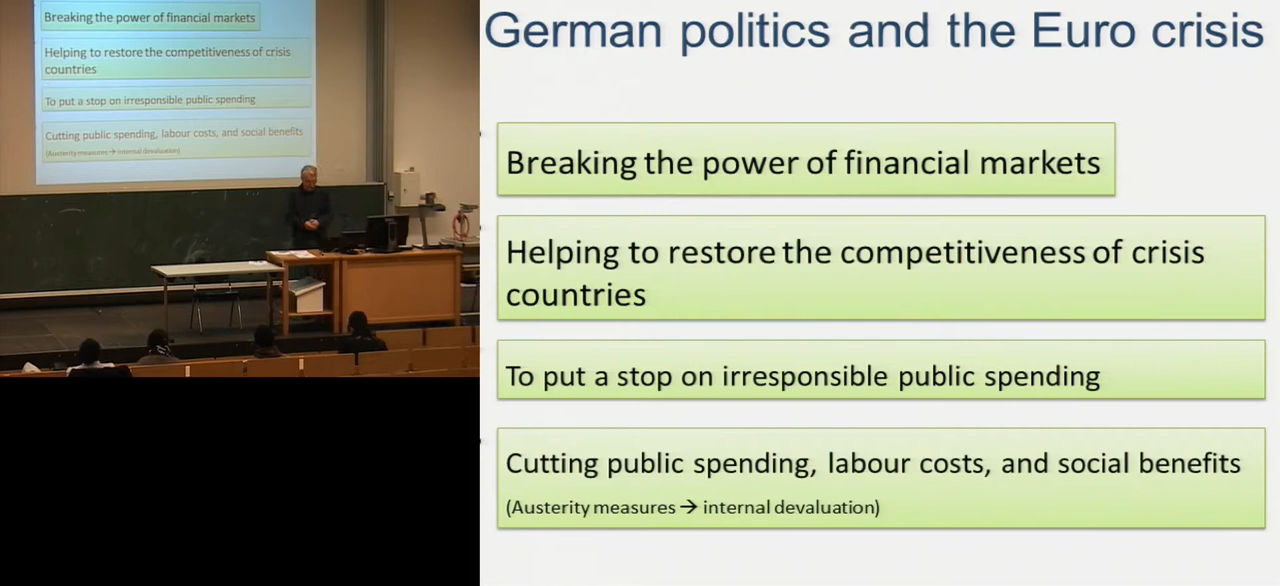 Breaking the power of financial markets
Helping to restore the competitiveness of crisis
countries
To put a stop on irresponsible public spending
Cutting public spending, labour costs, and social benefits
(Austerity measures → internal devaluation)
German politics and the Euro crisis
Breaking the power of financial markets
Helping to restore the competitiveness of crisis
countries
To put a stop on irresponsible public spending
Cutting public spending, labour costs, and social benefits
(Austerity measures → internal devaluation)